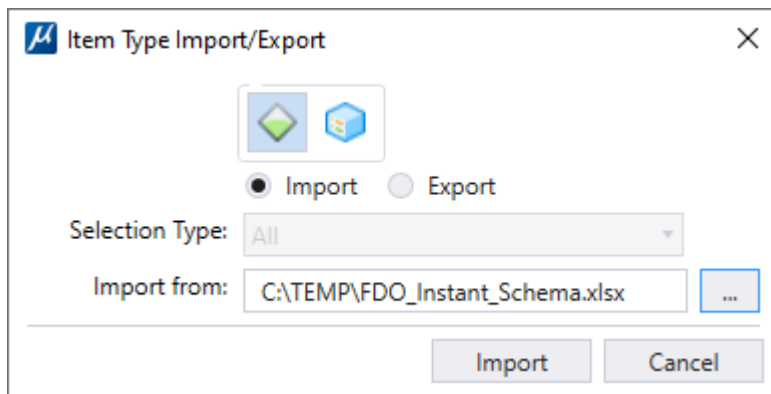 Item Type Import/Export
Import Export
Selection Type: All
Import from: C:\TEMP\FDO_Instant_Schema.xlsx ...
Import Cancel